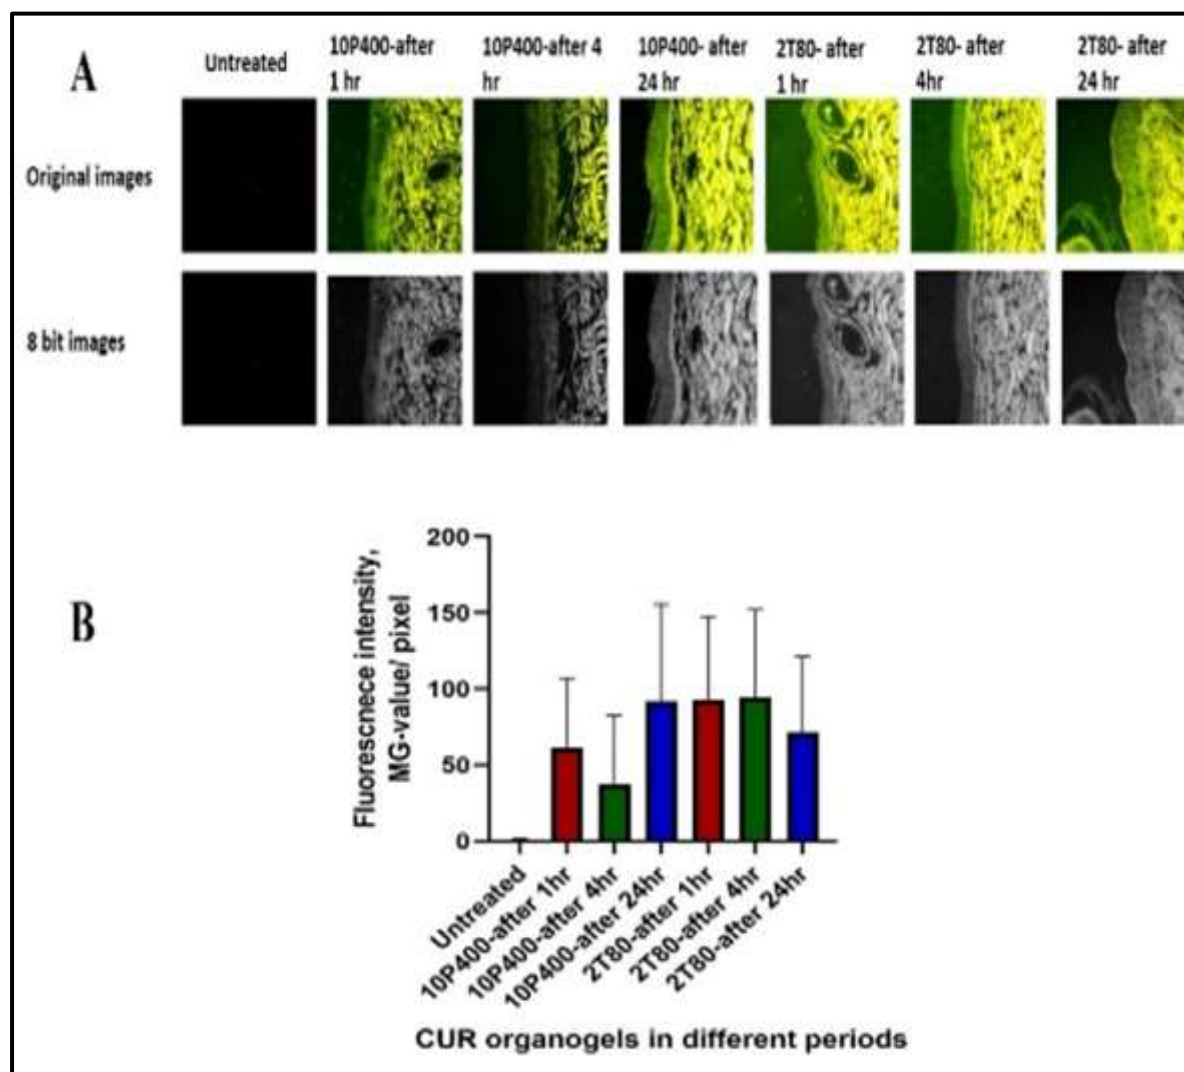 A
Untreated
10P400-after
1 hr
10P400-after 4
hr
10P400- after
24 hr
2T80- after
1 hr
2T80- after
4hr
2T80- after
24 hr
Original images
8 bit images
B
Fluorescnece intensity,
MG-value/ pixel
200
150
100
50
0
Untreated
10P400-after 1hr
10P400-after 4hr
10P400-after 24hr
2T80-after 1hr
2T80-after 4hr
2T80-after 24hr
CUR organogels in different periods